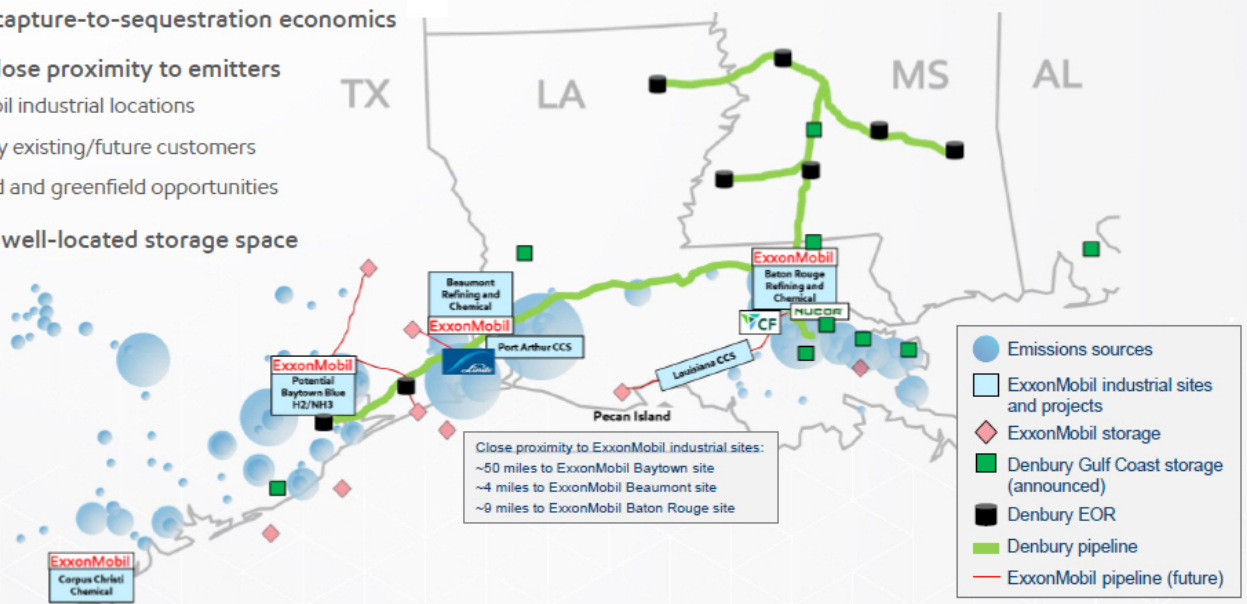 capture-to-sequestration economics
lose proximity to emitters
il industrial locations
y existing/future customers
d and greenfield opportunities
well-located storage space
TX
LA
MS
AL
ExxonMobil
Baton Rouge
Refining and
Chemical
CF
NUCOR
Beaumont
Refining and
Chemical
ExxonMobil
Port Arthur CCS
Linde
Louisiana CCS
ExxonMobil
Potential
Baytown Blue
H2/NH3
Pecan Island
Close proximity to ExxonMobil industrial sites:
~50 miles to ExxonMobil Baytown site
~4 miles to ExxonMobil Beaumont site
~9 miles to ExxonMobil Baton Rouge site
ExxonMobil
Corpus Christi
Chemical
Emissions sources
ExxonMobil industrial sites
and projects
ExxonMobil storage
Denbury Gulf Coast storage
(announced)
Denbury EOR
Denbury pipeline
ExxonMobil pipeline (future)